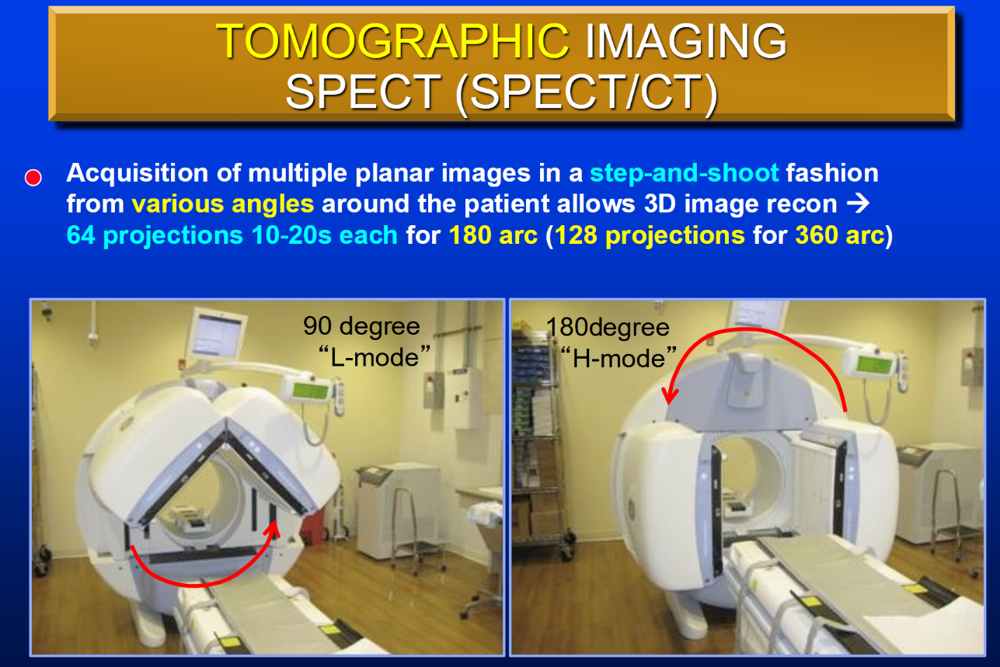 TOMOGRAPHIC IMAGING
SPECT (SPECT/CT)
Acquisition of multiple planar images in a step-and-shoot fashion
from various angles around the patient allows 3D image recon →
64 projections 10-20s each for 180 arc (128 projections for 360 arc)
90 degree
“L-mode”
180degree
“H-mode”